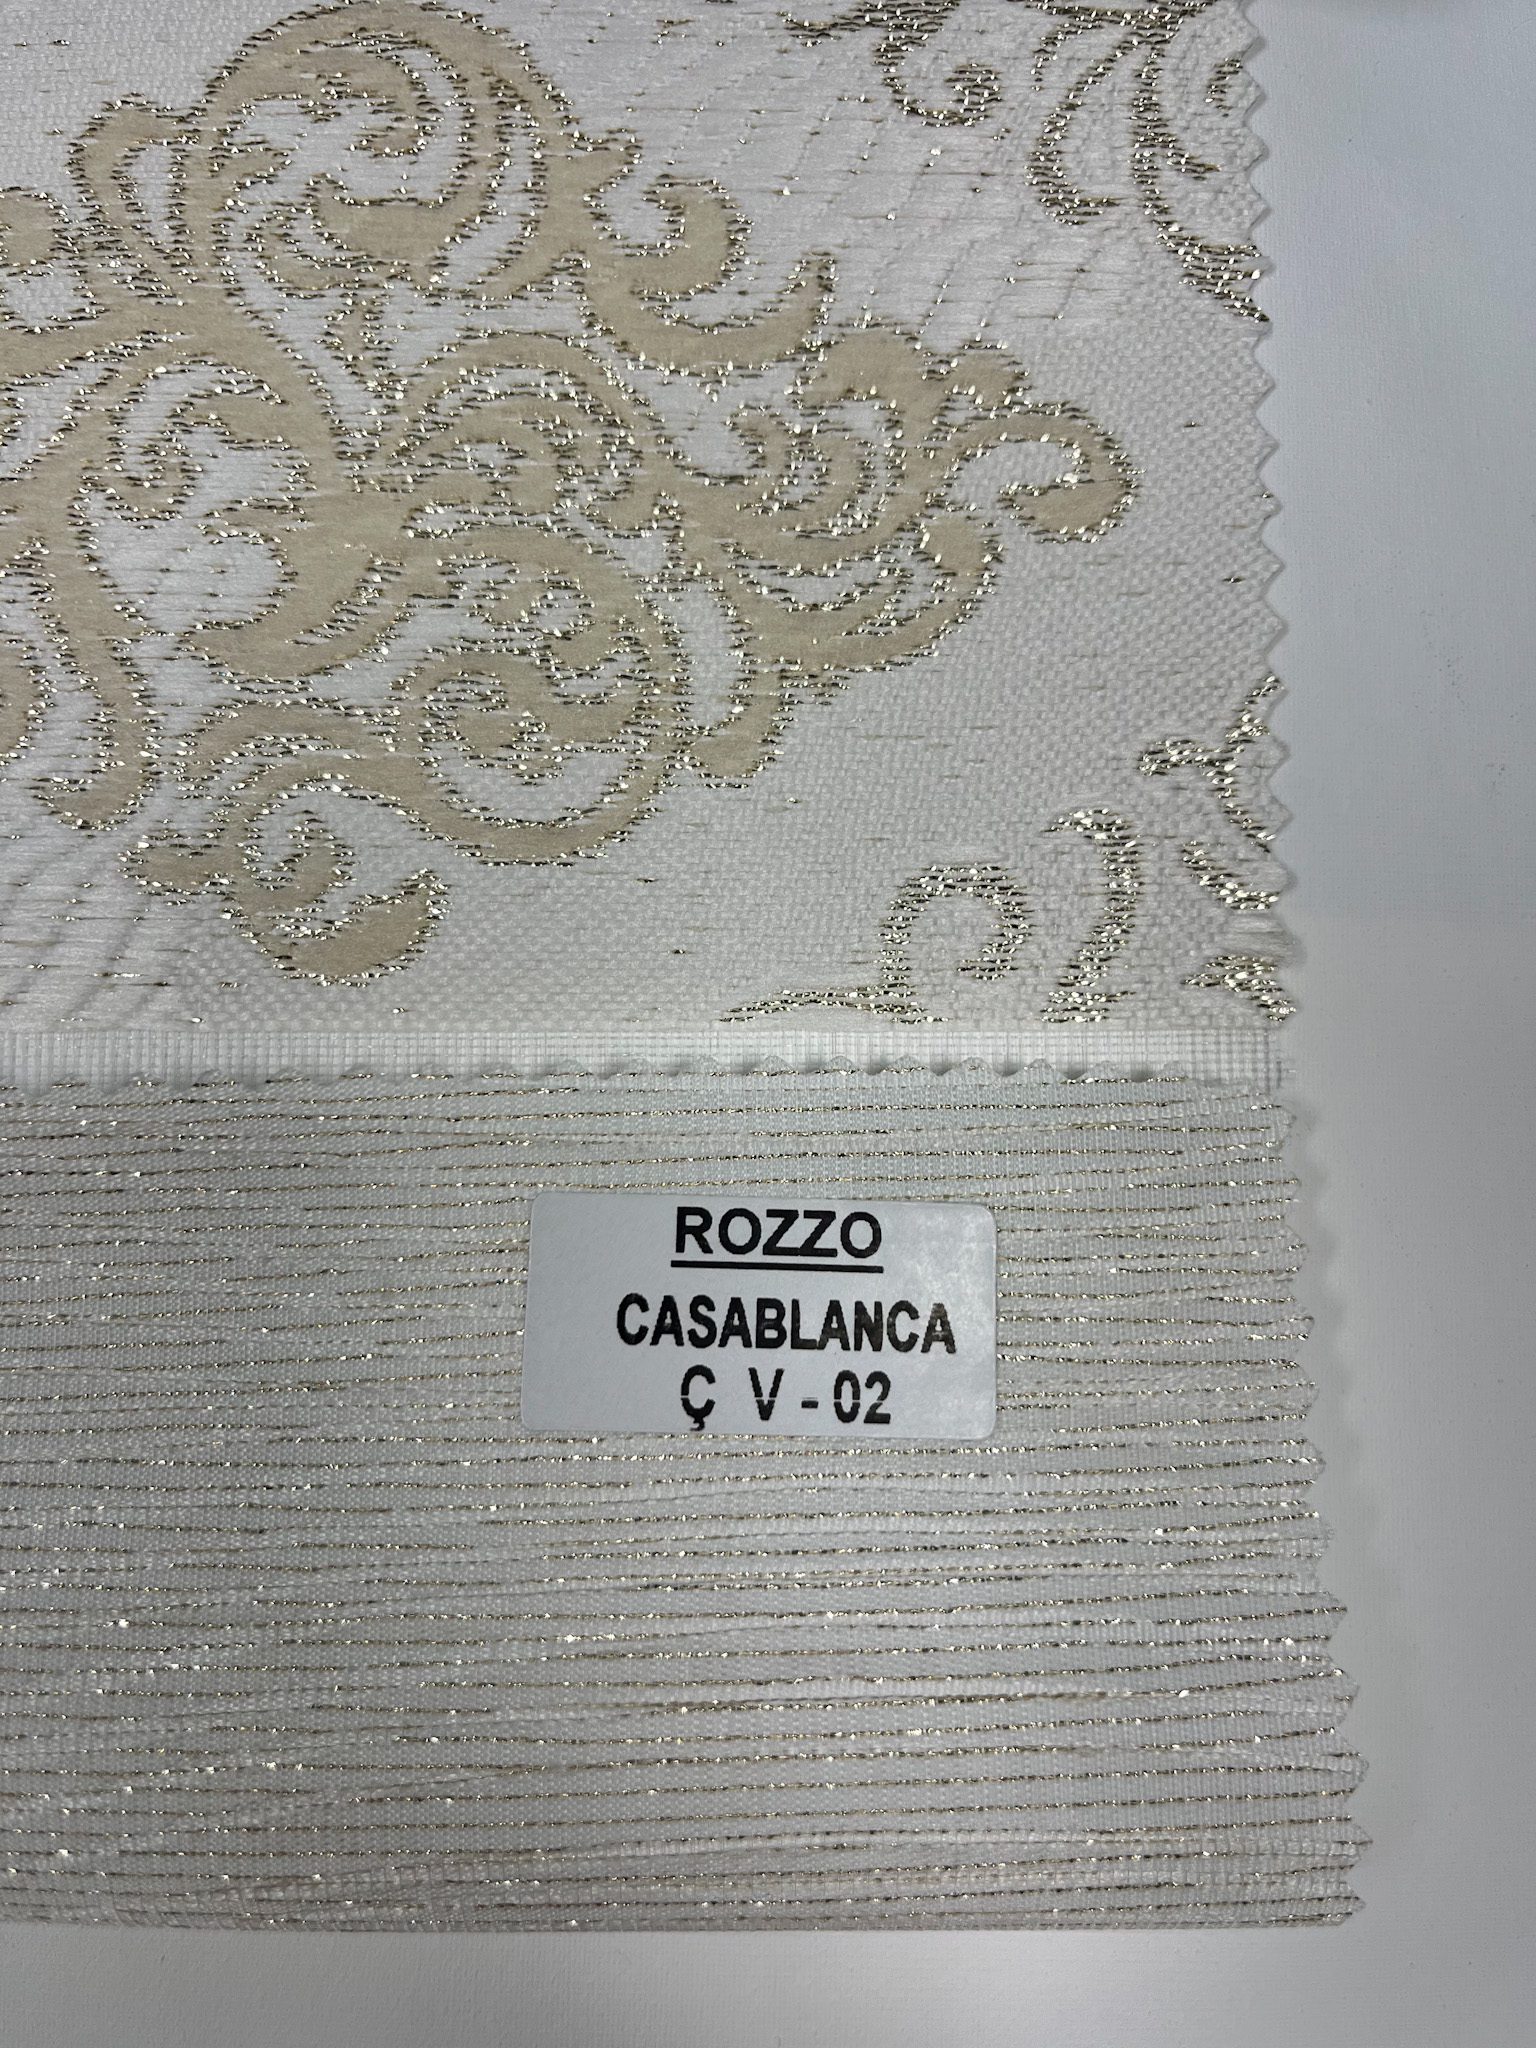 ROZZO
CASABLANCA
Ç V - 02